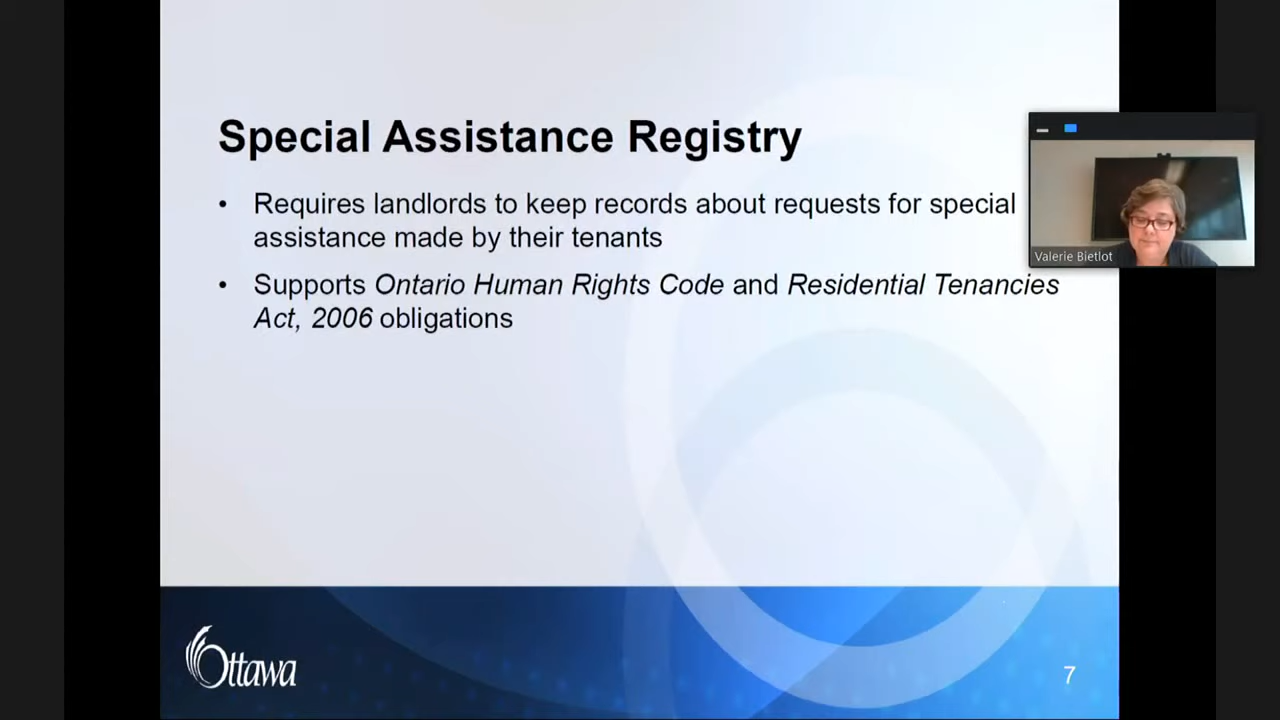 Special Assistance Registry
• Requires landlords to keep records about requests for special
assistance made by their tenants
• Supports Ontario Human Rights Code and Residential Tenancies
Act, 2006 obligations
Valerie Bietlot
Ottawa
7